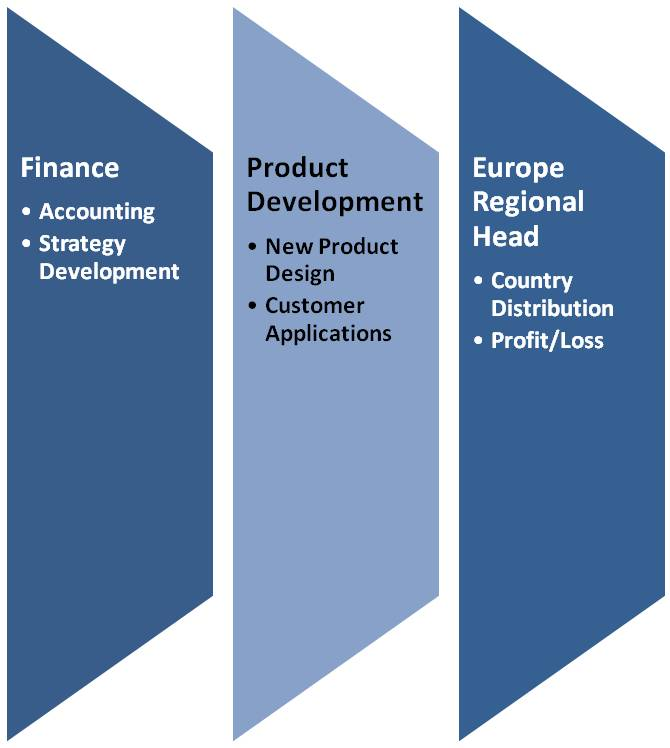 Finance
• Accounting
• Strategy
Development
Product
Development
• New Product
Design
• Customer
Applications
Europe
Regional
Head
• Country
Distribution
• Profit/Loss